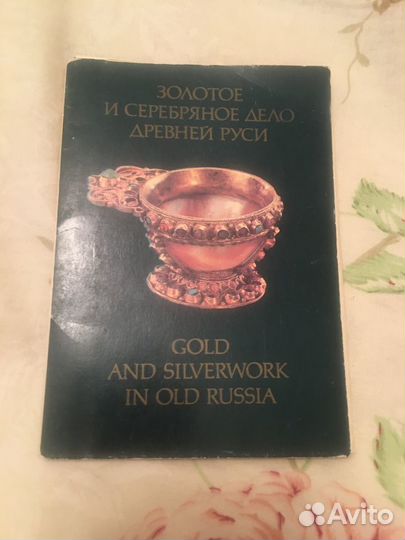 ЗОЛОТОЕ
И СЕРЕБРЯНОЕ ДЕЛО
ДРЕВНЕЙ РУСИ
GOLD
AND SILVERWORK
IN OLD RUSSIA
Avito